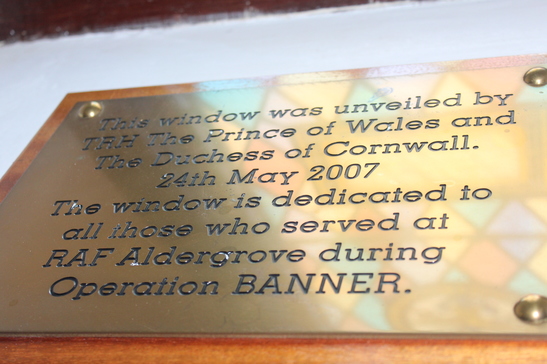 This window was unveiled by
TRH The Prince of Wales and
The Duchess of Cornwall.
24th May 2007
The window is dedicated to
all those who served at
RAF Aldergrove during
Operation BANNER.